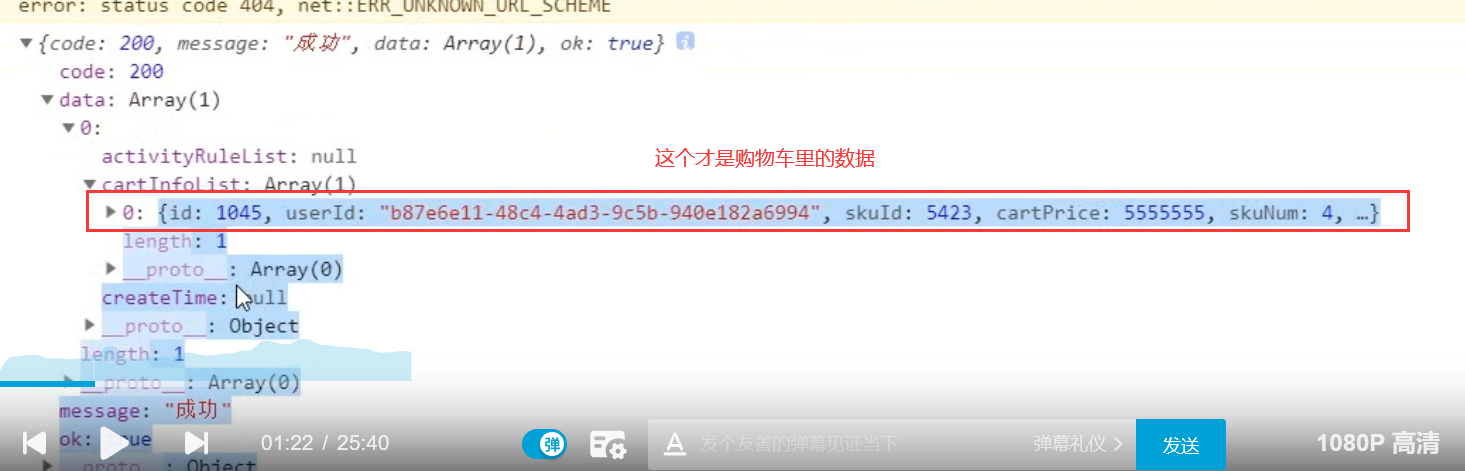 error: status code 404, net::ERR_UNKNOWN_URL_SCHEME
▼{code: 200, message: "成功", data: Array(1), ok: true} i
code: 200
▼data: Array(1)
▼0:
activityRuleList: null
这个才是购物车里的数据
▼cartInfoList: Array(1)
▶0: {id: 1045, userId: "b87e6e11-48c4-4ad3-9c5b-940e182a6994", skuId: 5423, cartPrice: 5555555, skuNum: 4, …}
length: 1
▶__proto__: Array(0)
createTime: null
▶__proto__: Object
length: 1
▶__proto__: Array(0)
message: "成功"
ok: true
01:22 / 25:40 弹 A 发个友善的弹幕见证当下 弹幕礼仪 > 发送 1080P 高清
▶__proto__: Object